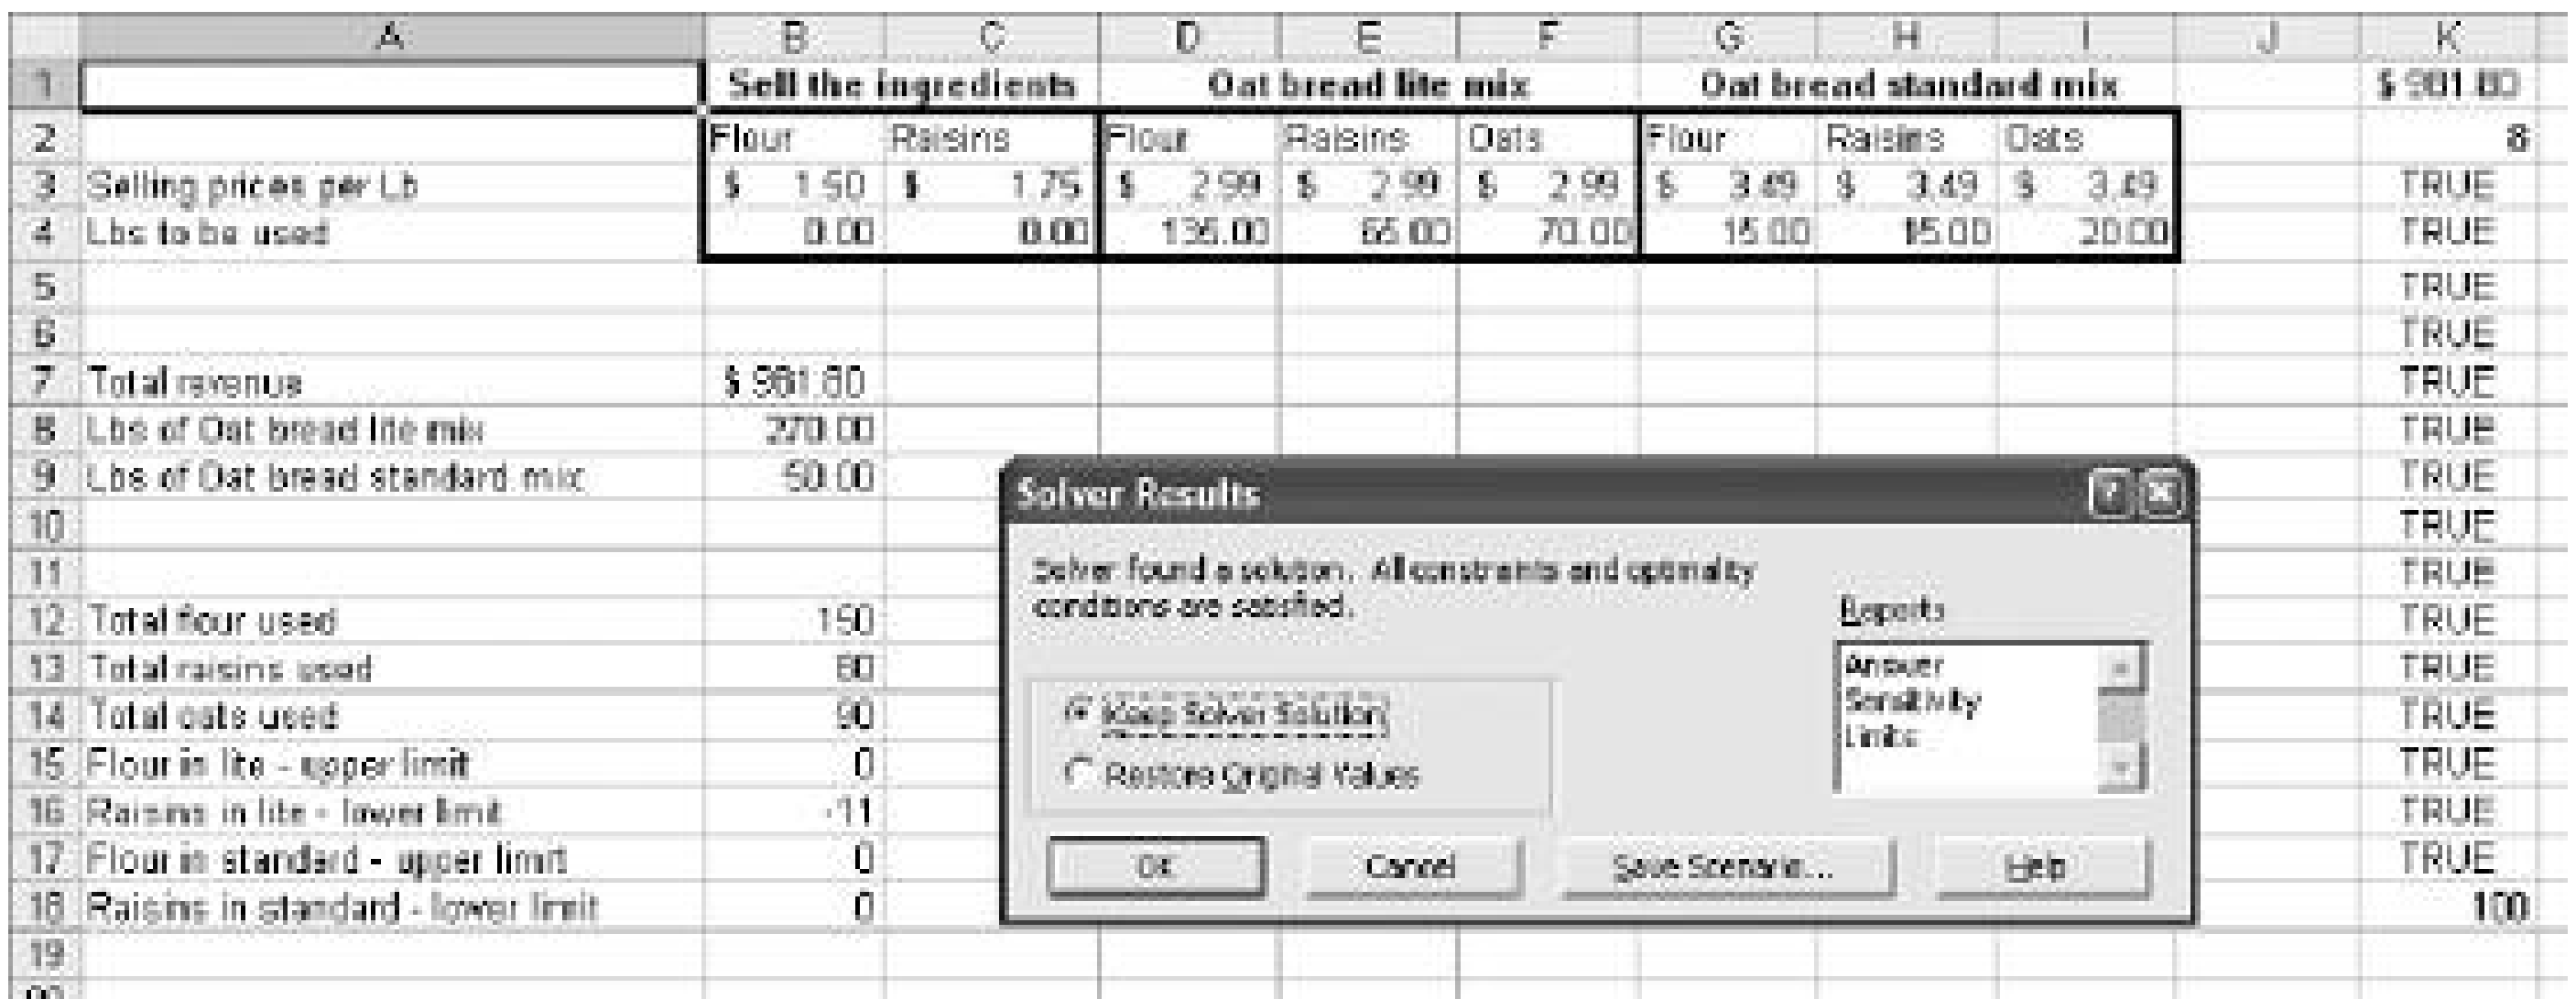 A B C D E F G H I J K
1 Sell the ingredients Oat bread lite mix Oat bread standard mix $ 981.80
2 Flour Raisins Flour Raisins Oats Flour Raisins Oats 8
3 Selling prices per Lb $ 1.50 $ 1.75 $ 2.99 $ 2.99 $ 2.99 $ 3.49 $ 3.49 $ 3.49 TRUE
4 Lbs to be used 0.00 0.00 135.00 65.00 70.00 15.00 15.00 20.00 TRUE
5 TRUE
6 TRUE
7 Total revenue $ 981.80 TRUE
8 Lbs of Oat bread lite mix 270.00 TRUE
9 Lbs of Oat bread standard mix 50.00 TRUE
Solver Results
10 TRUE
11 TRUE
Solver found a solution. All constraints and optimality
conditions are satisfied.
12 Total flour used 150 TRUE
Reports
13 Total raisins used 80 TRUE
Answer
Sensitivity
Limits
14 Total oats used 90 TRUE
Keep Solver Solution
15 Flour in lite - upper limit 0 TRUE
Restore Original Values
16 Raisins in lite - lower limit -11 TRUE
17 Flour in standard - upper limit 0 TRUE
OK Cancel Save Scenario... Help
18 Raisins in standard - lower limit 0 100
19